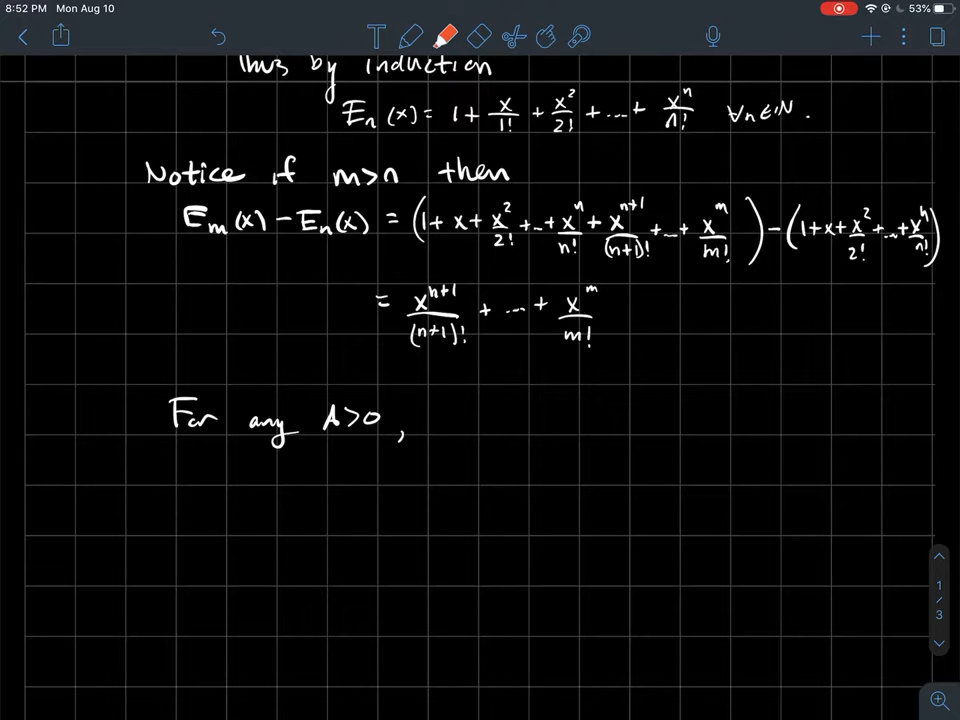 8:52 PM Mon Aug 10 53%
Thus by induction
Eₙ(x) = 1 + x/1! + x²/2! + ... + xⁿ/n! ∀n∈ℕ.
Notice if m>n then
Eₘ(x) − Eₙ(x) = (1 + x + x²/2! + ... + xⁿ/n! + xⁿ⁺¹/(n+1)! + ... + xᵐ/m!) − (1 + x + x²/2! + ... + xⁿ/n!)
= xⁿ⁺¹/(n+1)! + ... + xᵐ/m!
For any A>0,
1
/
3